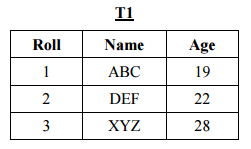 T1
Roll Name Age
1 ABC 19
2 DEF 22
3 XYZ 28